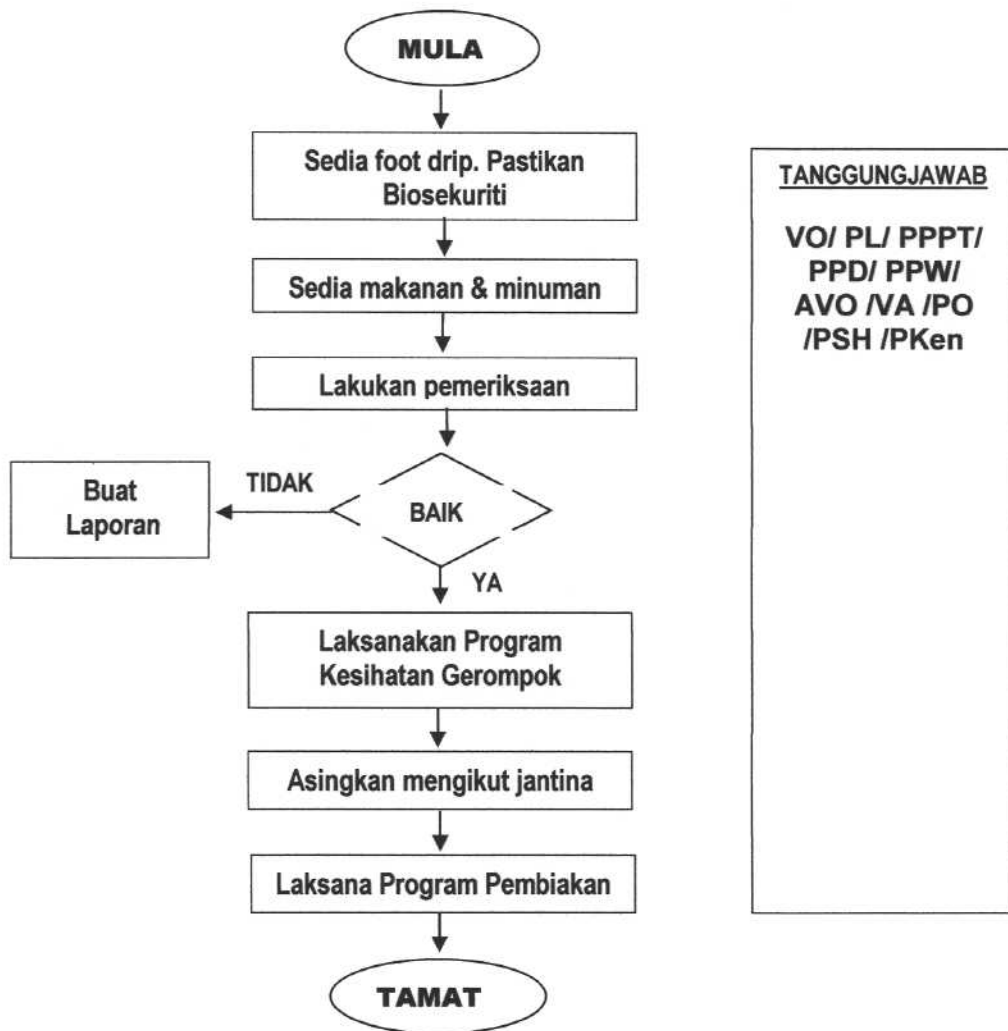 MULA
Sedia foot drip. Pastikan
Biosekuriti
Sedia makanan & minuman
Lakukan pemeriksaan
BAIK
TIDAK
Buat
Laporan
YA
Laksanakan Program
Kesihatan Gerompok
Asingkan mengikut jantina
Laksana Program Pembiakan
TAMAT
TANGGUNGJAWAB
VO/ PL/ PPPT/
PPD/ PPW/
AVO /VA /PO
/PSH /PKen